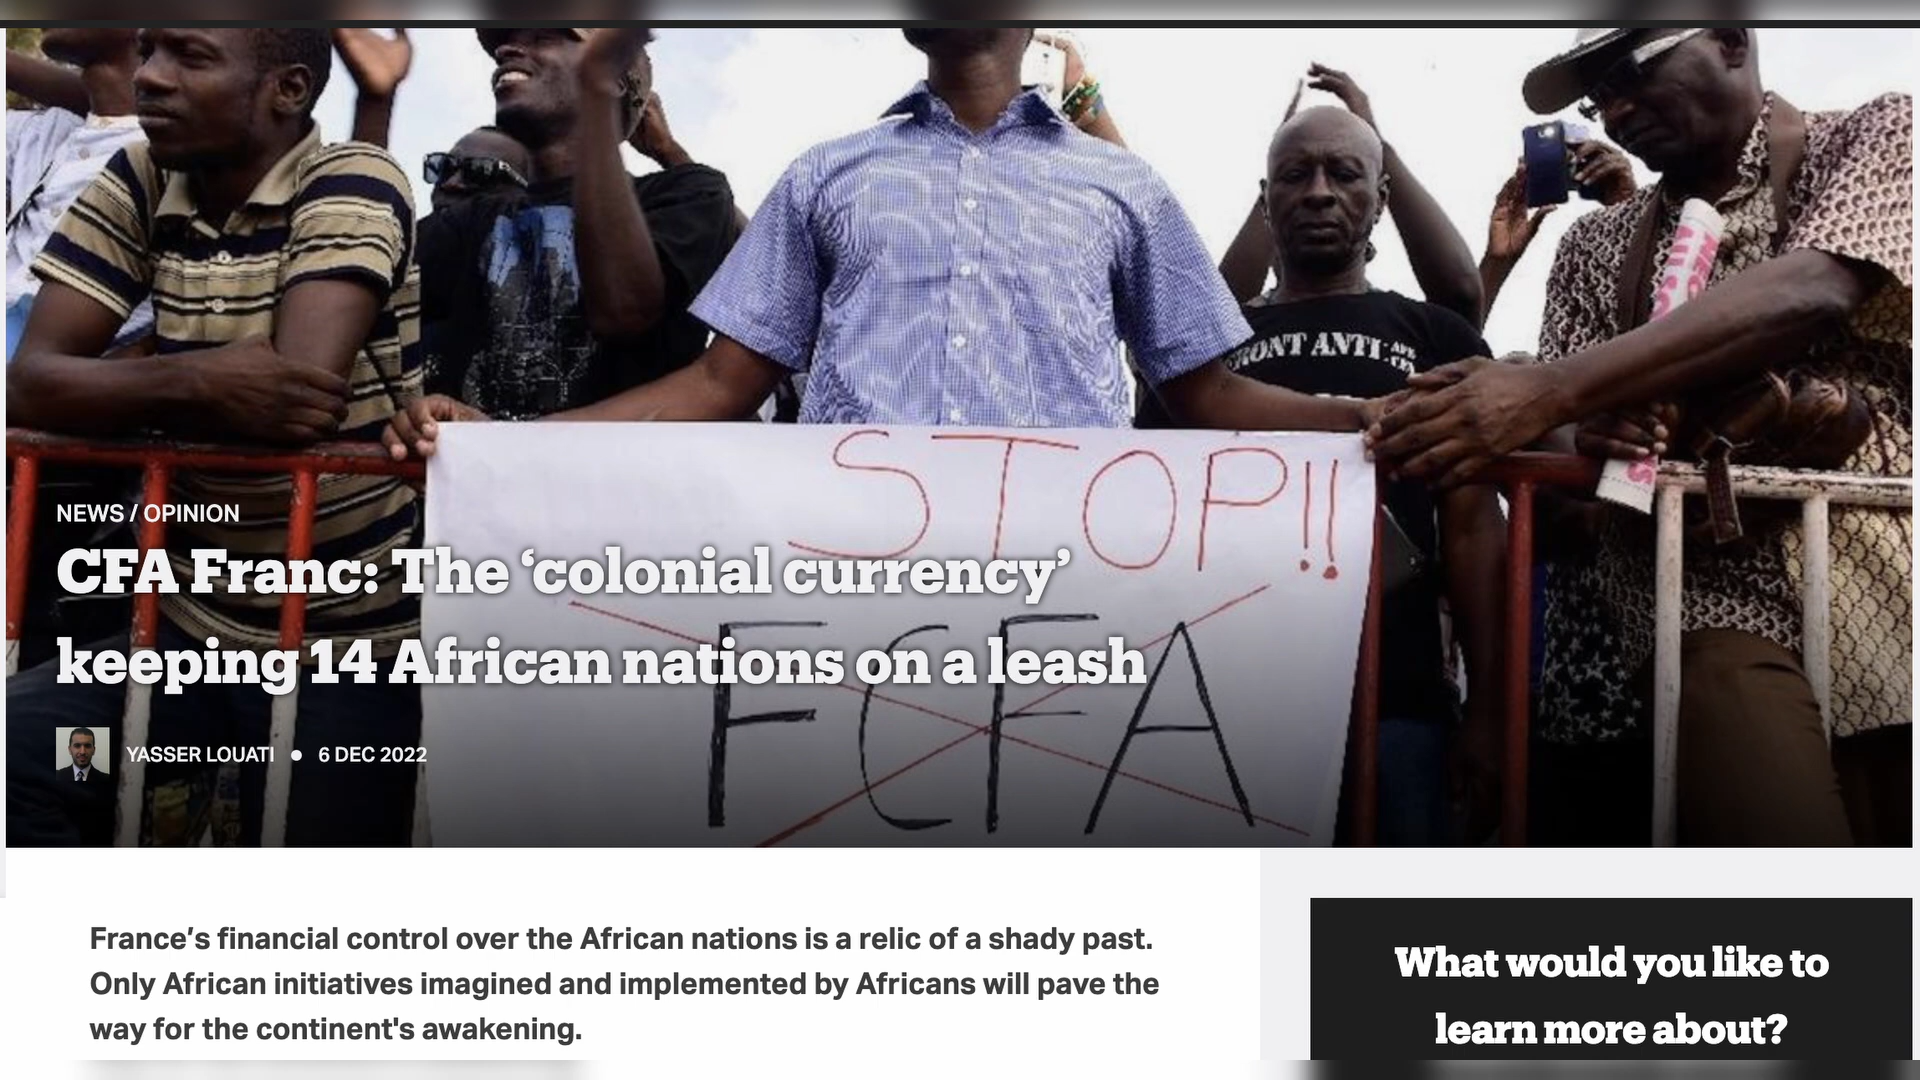 FRONT ANTI-
STOP!!
NEWS / OPINION
CFA Franc: The ‘colonial currency’
keeping 14 African nations on a leash
FCFA
YASSER LOUATI • 6 DEC 2022
France’s financial control over the African nations is a relic of a shady past.
Only African initiatives imagined and implemented by Africans will pave the
way for the continent's awakening.
What would you like to
learn more about?